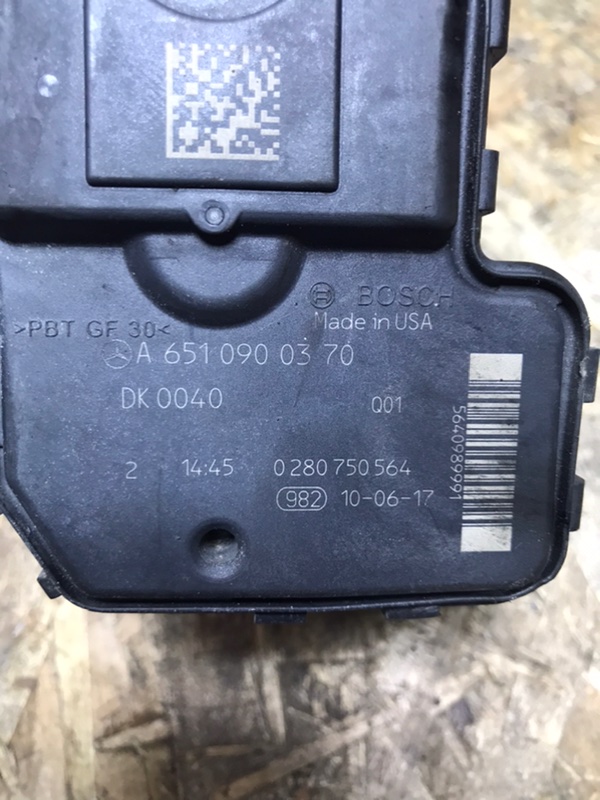 BOSCH
Made in USA
>PBT GF 30<
A 651 090 03 70
DK 0040
Q01
5640989991
2 14:45 0 280 750 564
982 10-06-17